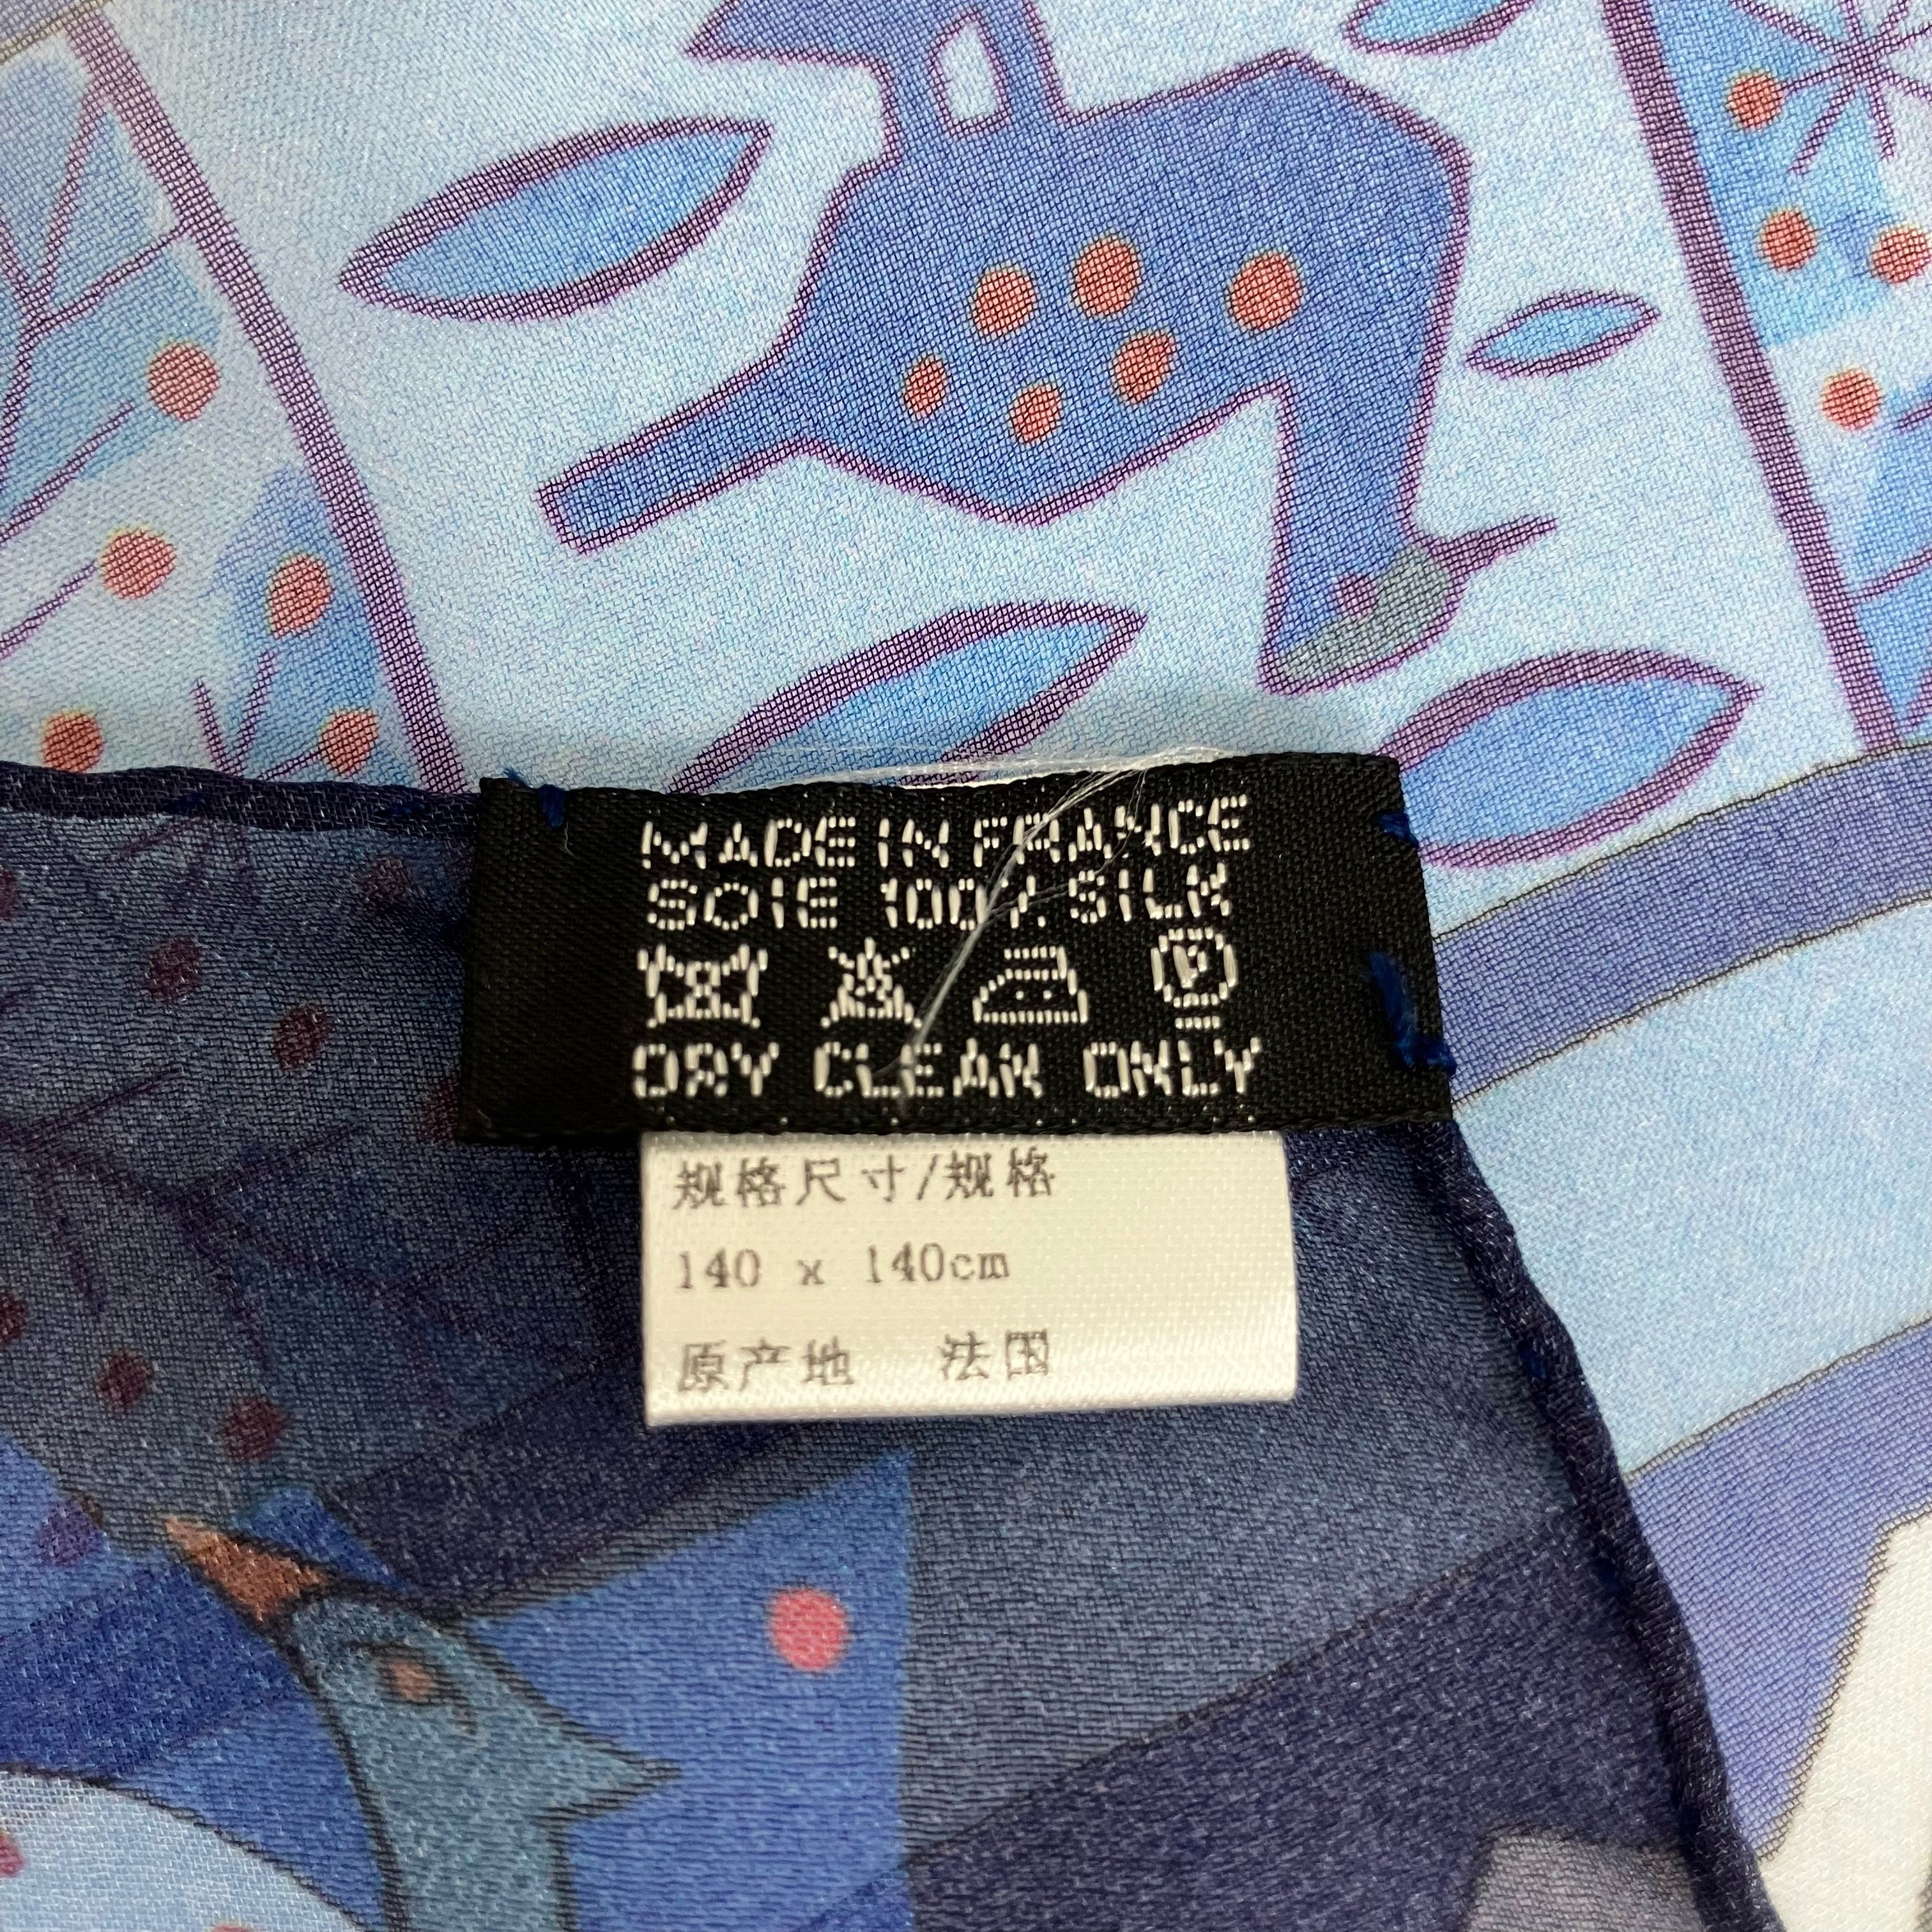 MADE IN FRANCE
SOIE 100% SILK
P
DRY CLEAN ONLY
规格尺寸/规格
140 x 140cm
原产地 法国